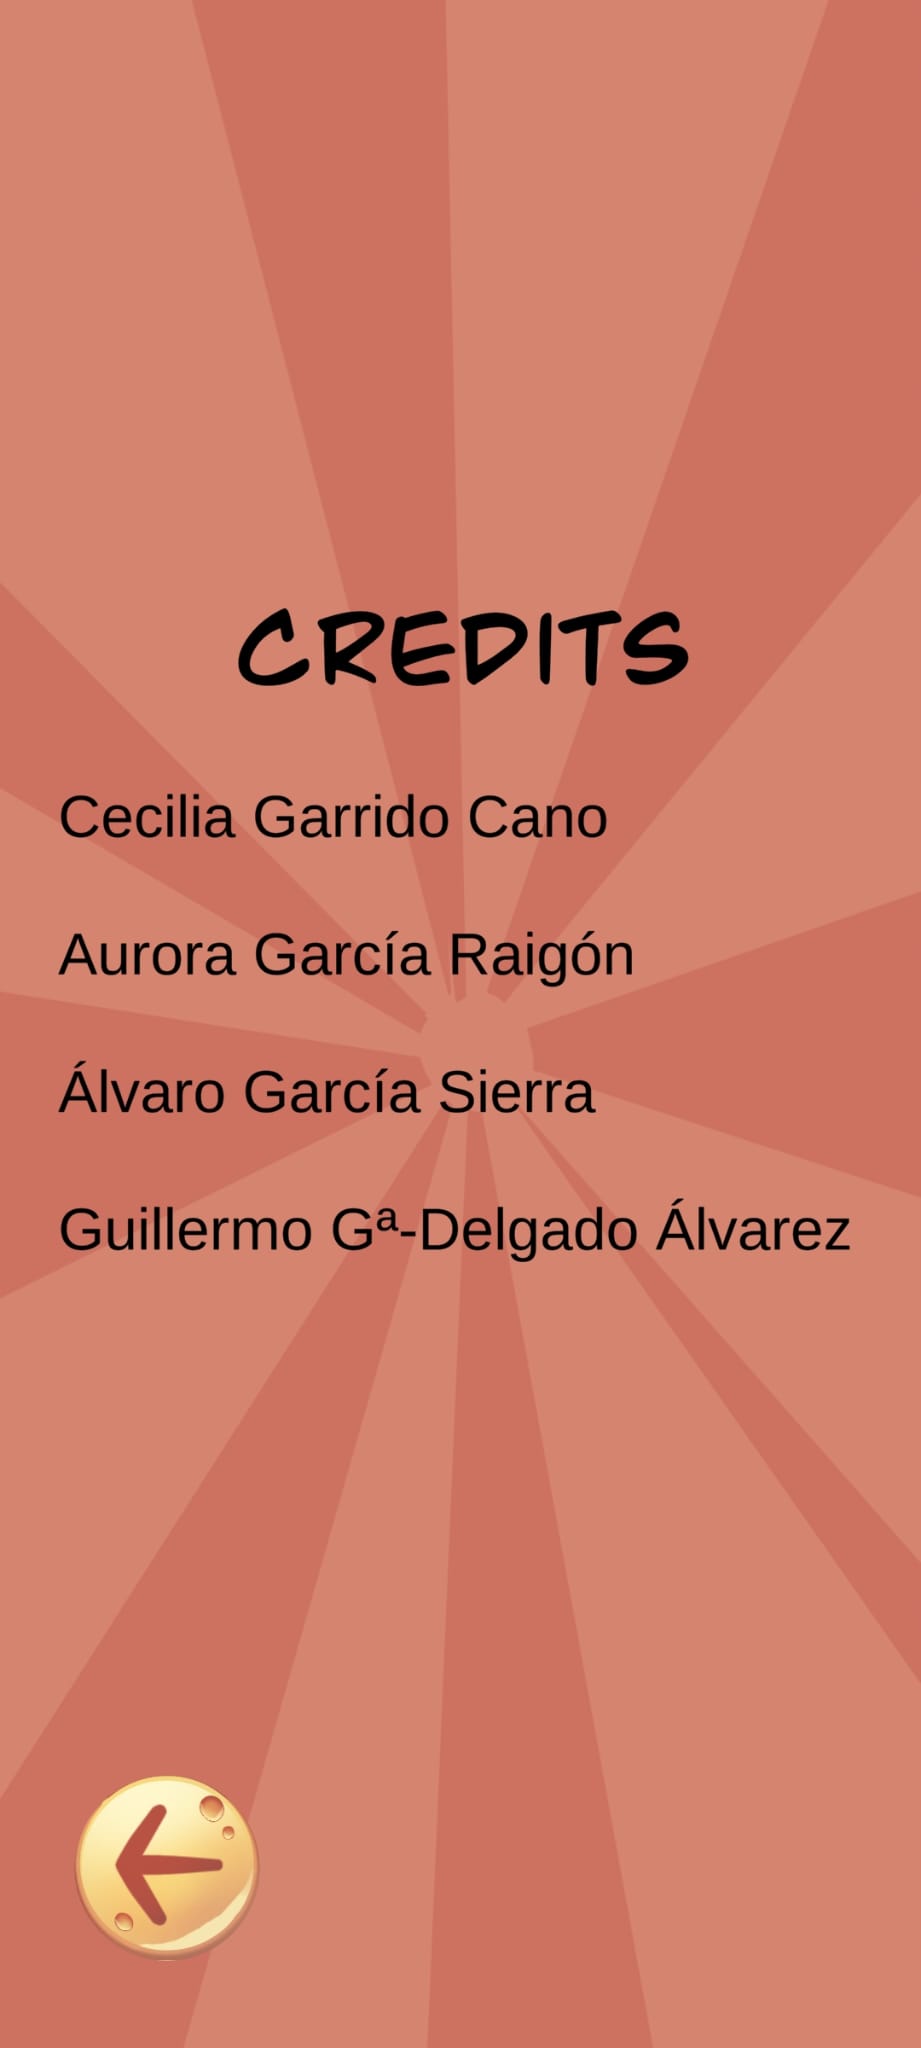 CREDITS
Cecilia Garrido Cano
Aurora García Raigón
Álvaro García Sierra
Guillermo Gª-Delgado Álvarez